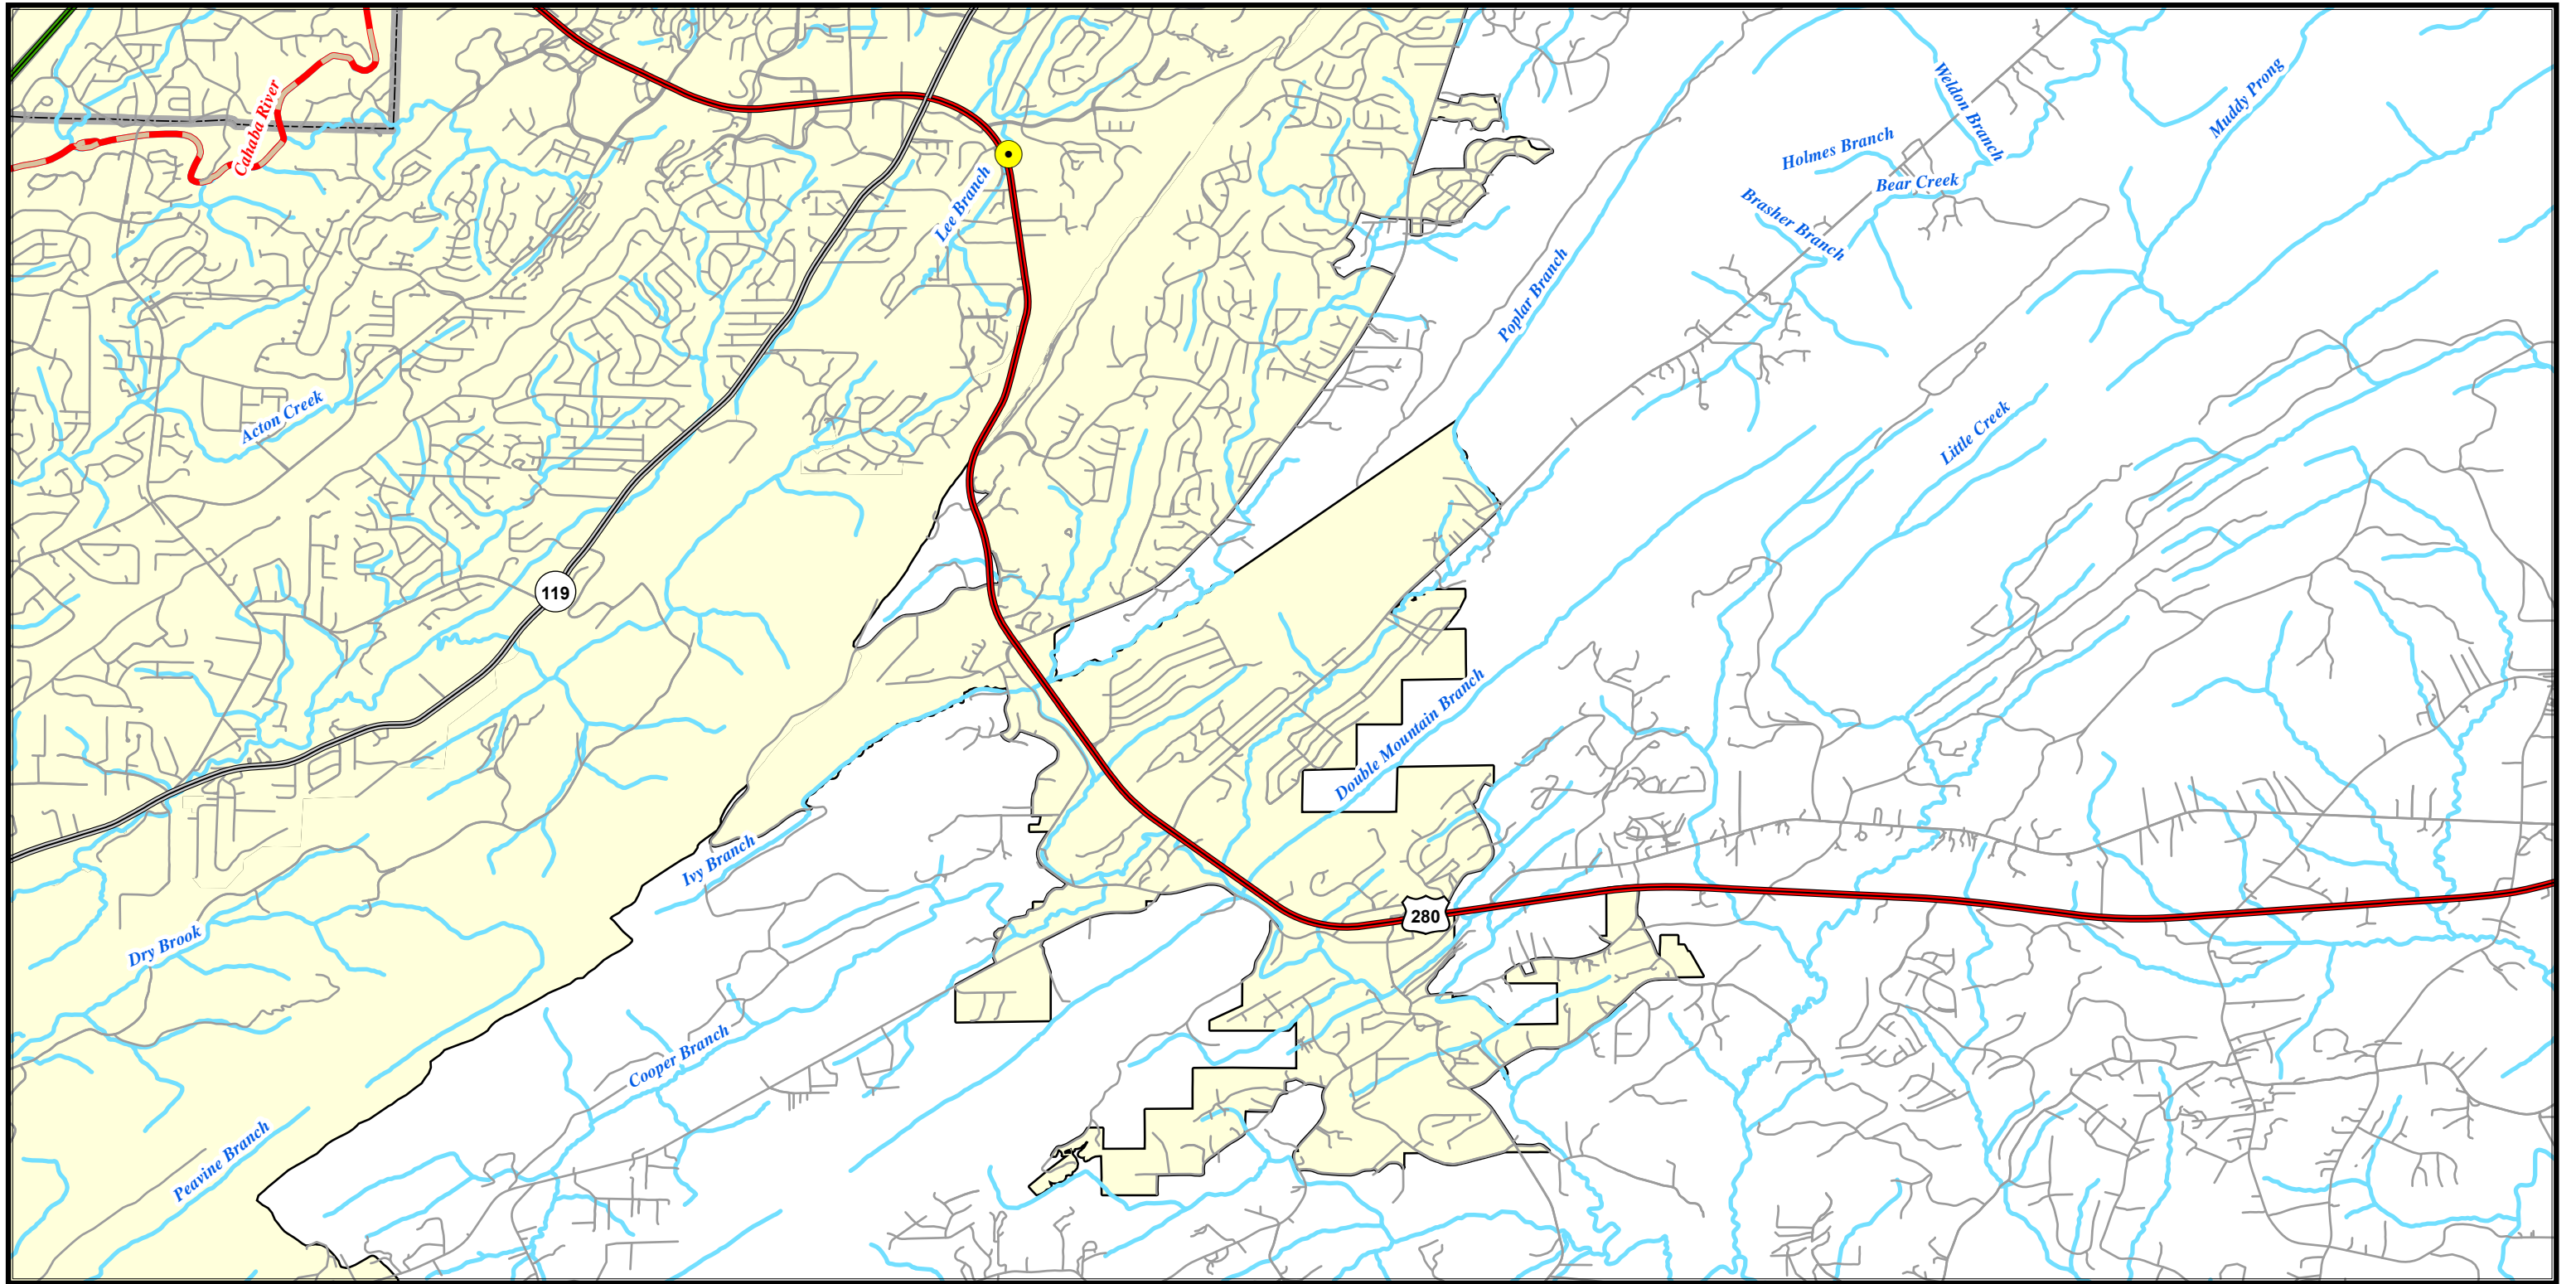 Cahaba River
Weldon Branch
Muddy Prong
Holmes Branch
Bear Creek
Lee Branch
Brasher Branch
Poplar Branch
Acton Creek
Little Creek
119
Double Mountain Branch
Ivy Branch
280
Dry Brook
Cooper Branch
Peavine Branch